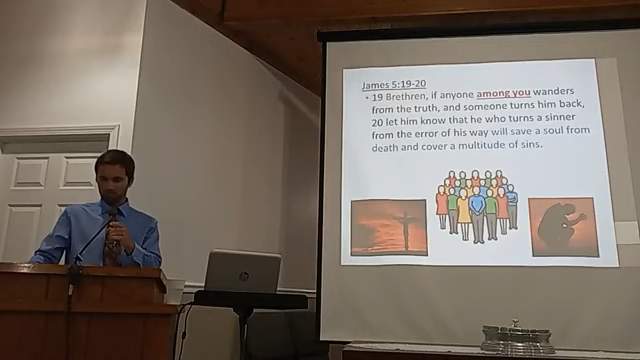 James 5:19-20
• 19 Brethren, if anyone among you wanders
from the truth, and someone turns him back,
20 let him know that he who turns a sinner
from the error of his way will save a soul from
death and cover a multitude of sins.
hp